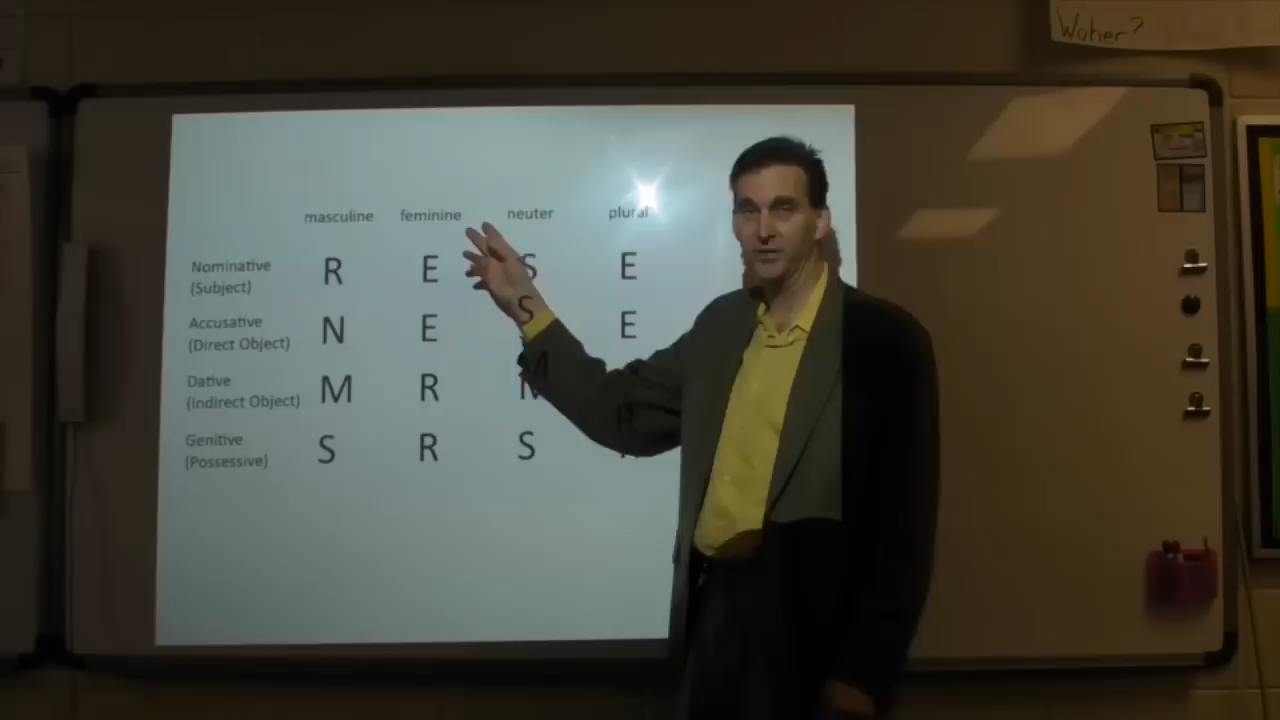 Woher?
masculine feminine neuter plural
Nominative R E S E
(Subject)
Accusative N E S E
(Direct Object)
Dative M R M
(Indirect Object)
Genitive S R S
(Possessive)